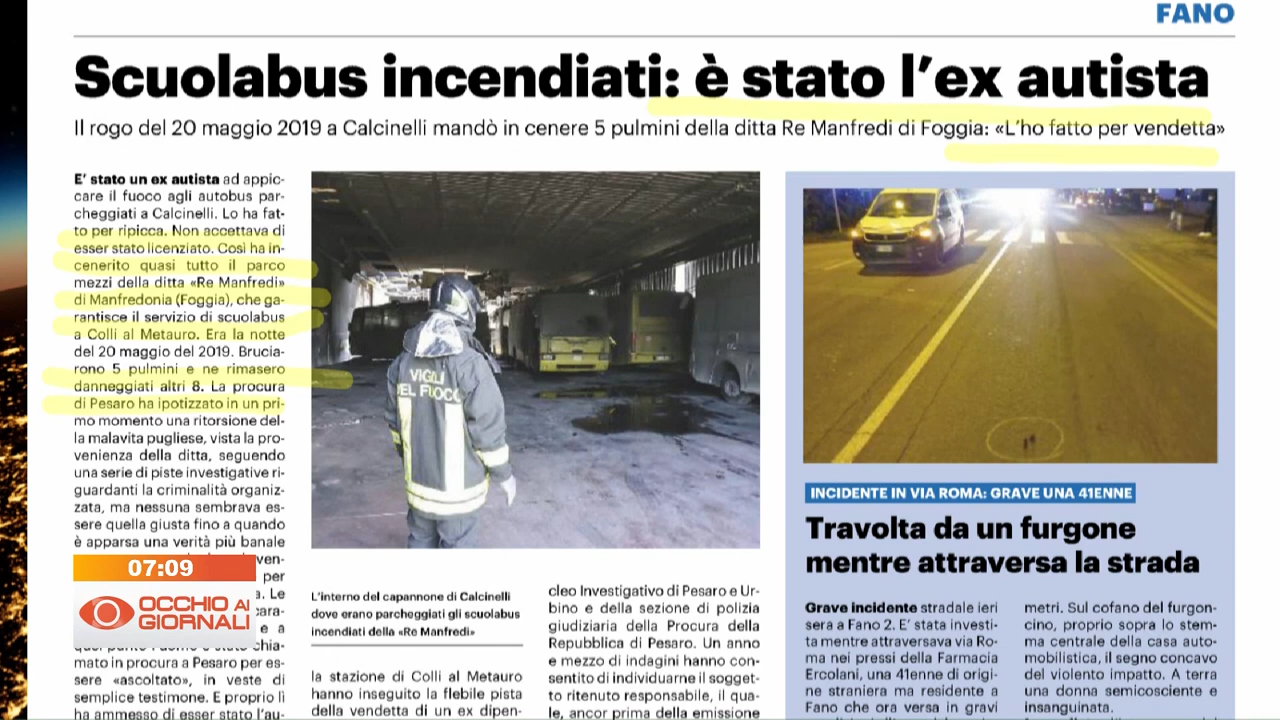 FANO
Scuolabus incendiati: è stato l'ex autista
Il rogo del 20 maggio 2019 a Calcinelli mandò in cenere 5 pulmini della ditta Re Manfredi di Foggia: «L'ho fatto per vendetta»
E' stato un ex autista ad appic-
care il fuoco agli autobus par-
cheggiati a Calcinelli. Lo ha fat-
to per ripicca. Non accettava di
esser stato licenziato. Così ha in-
cenerito quasi tutto il parco
mezzi della ditta «Re Manfredi»
di Manfredonia (Foggia), che ga-
rantisce il servizio di scuolabus
a Colli al Metauro. Era la notte
del 20 maggio del 2019. Brucia-
rono 5 pulmini e ne rimasero
danneggiati altri 8. La procura
di Pesaro ha ipotizzato in un pri-
mo momento una ritorsione del-
la malavita pugliese, vista la pro-
venienza della ditta, seguendo
una serie di piste investigative ri-
guardanti la criminalità organiz-
zata, ma nessuna sembrava es-
sere quella giusta fino a quando
è apparsa una verità più banale
ven-
per
a. Le
cara-
e a
mato in procura a Pesaro per es-
sere «ascoltato», in veste di
semplice testimone. E proprio lì
ha ammesso di esser stato l'au-
07:09
OCCHIO AI
GIORNALI
VIGILI
DEL FUOCO
L'interno del capannone di Calcinelli
dove erano parcheggiati gli scuolabus
incendiati della «Re Manfredi»
la stazione di Colli al Metauro
hanno inseguito la flebile pista
della vendetta di un ex dipen-
cleo Investigativo di Pesaro e Ur-
bino e della sezione di polizia
giudiziaria della Procura della
Repubblica di Pesaro. Un anno
e mezzo di indagini hanno con-
sentito di individuarne il sogget-
to ritenuto responsabile, il qua-
le, ancor prima della emissione
INCIDENTE IN VIA ROMA: GRAVE UNA 41ENNE
Travolta da un furgone
mentre attraversa la strada
Grave incidente stradale ieri
sera a Fano 2. E' stata investi-
ta mentre attraversava via Ro-
ma nei pressi della Farmacia
Ercolani, una 41enne di origi-
ne straniera ma residente a
Fano che ora versa in gravi
metri. Sul cofano del furgon-
cino, proprio sopra lo stem-
ma centrale della casa auto-
mobilistica, il segno concavo
del violento impatto. A terra
una donna semicosciente e
insanguinata.